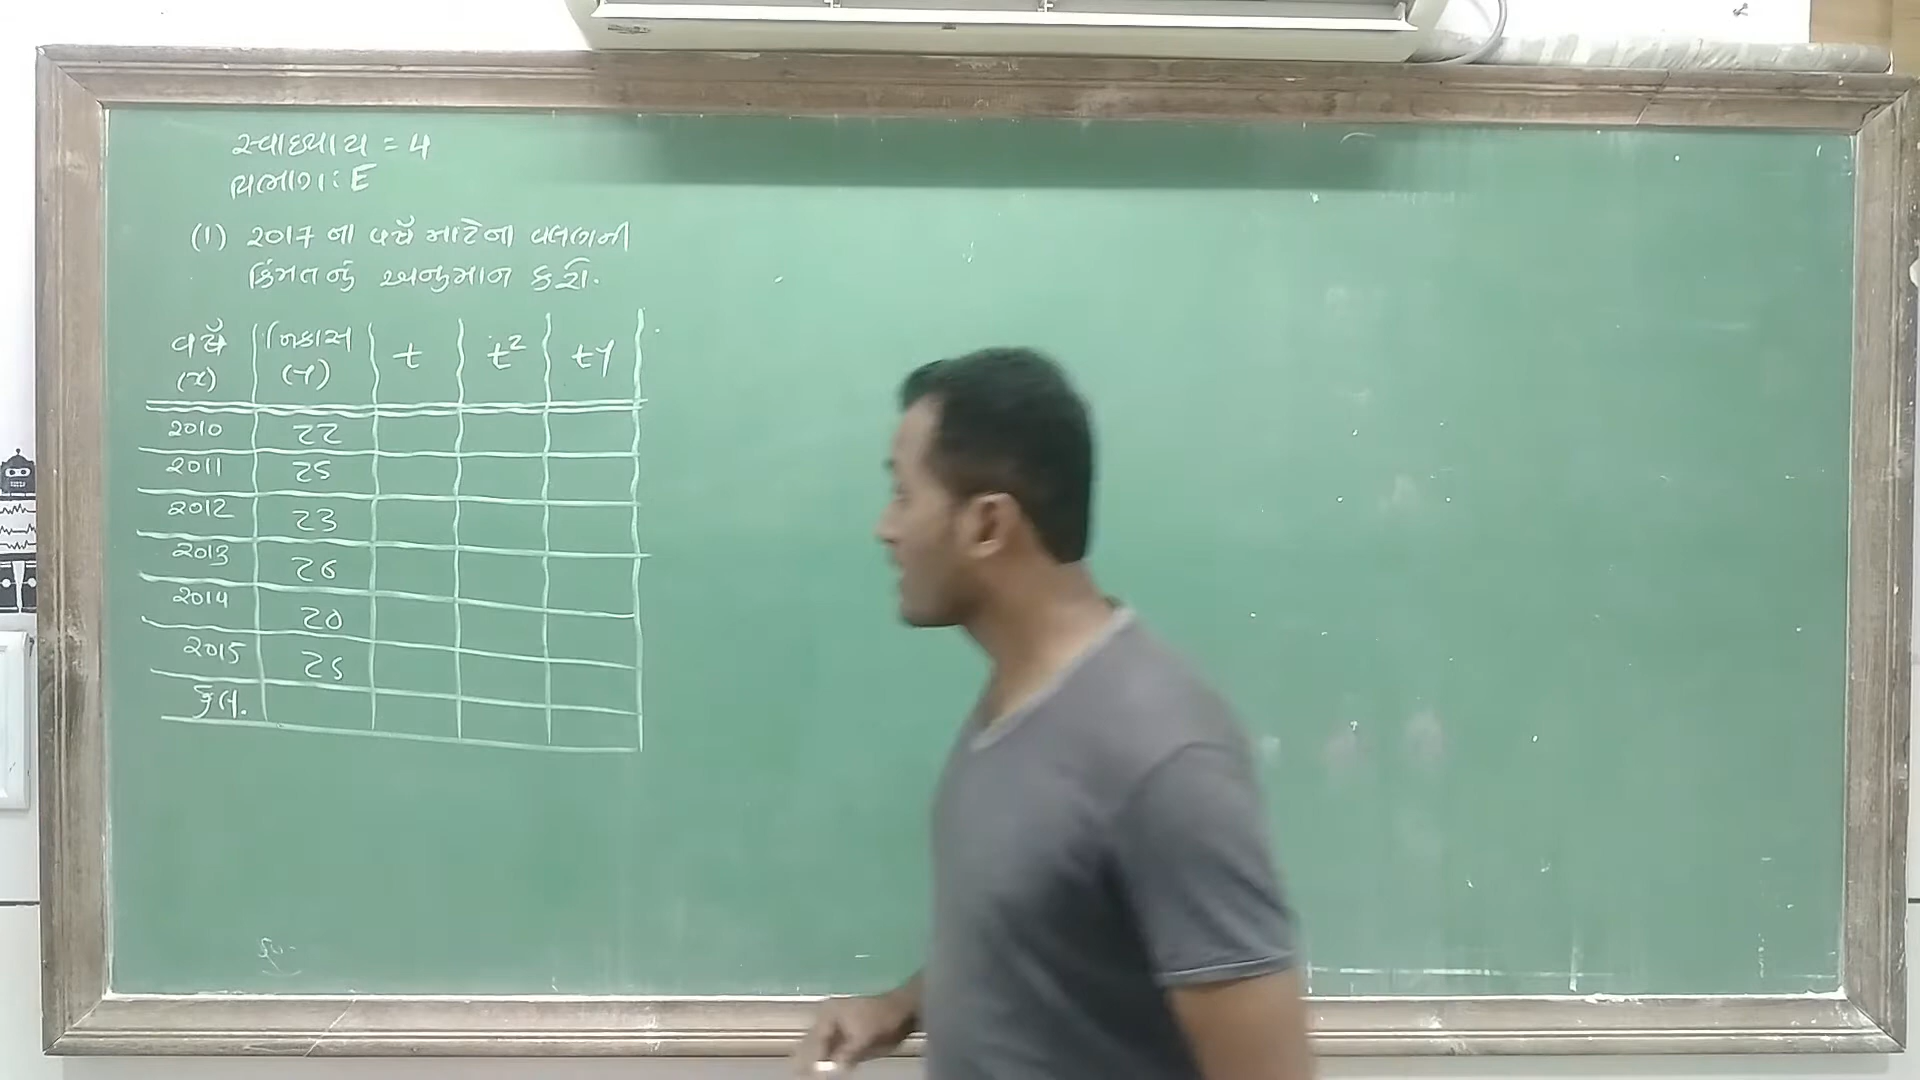 સ્વાધ્યાય = 4
વિભાગ : E
(1) 2017 ના વર્ષ માટેના વલણની
કિંમતનું અનુમાન કરો.
વર્ષ (x) નિકાસ (y) t t² ty
2010 22
2011 25
2012 23
2013 26
2014 20
2015 25
કુલ.